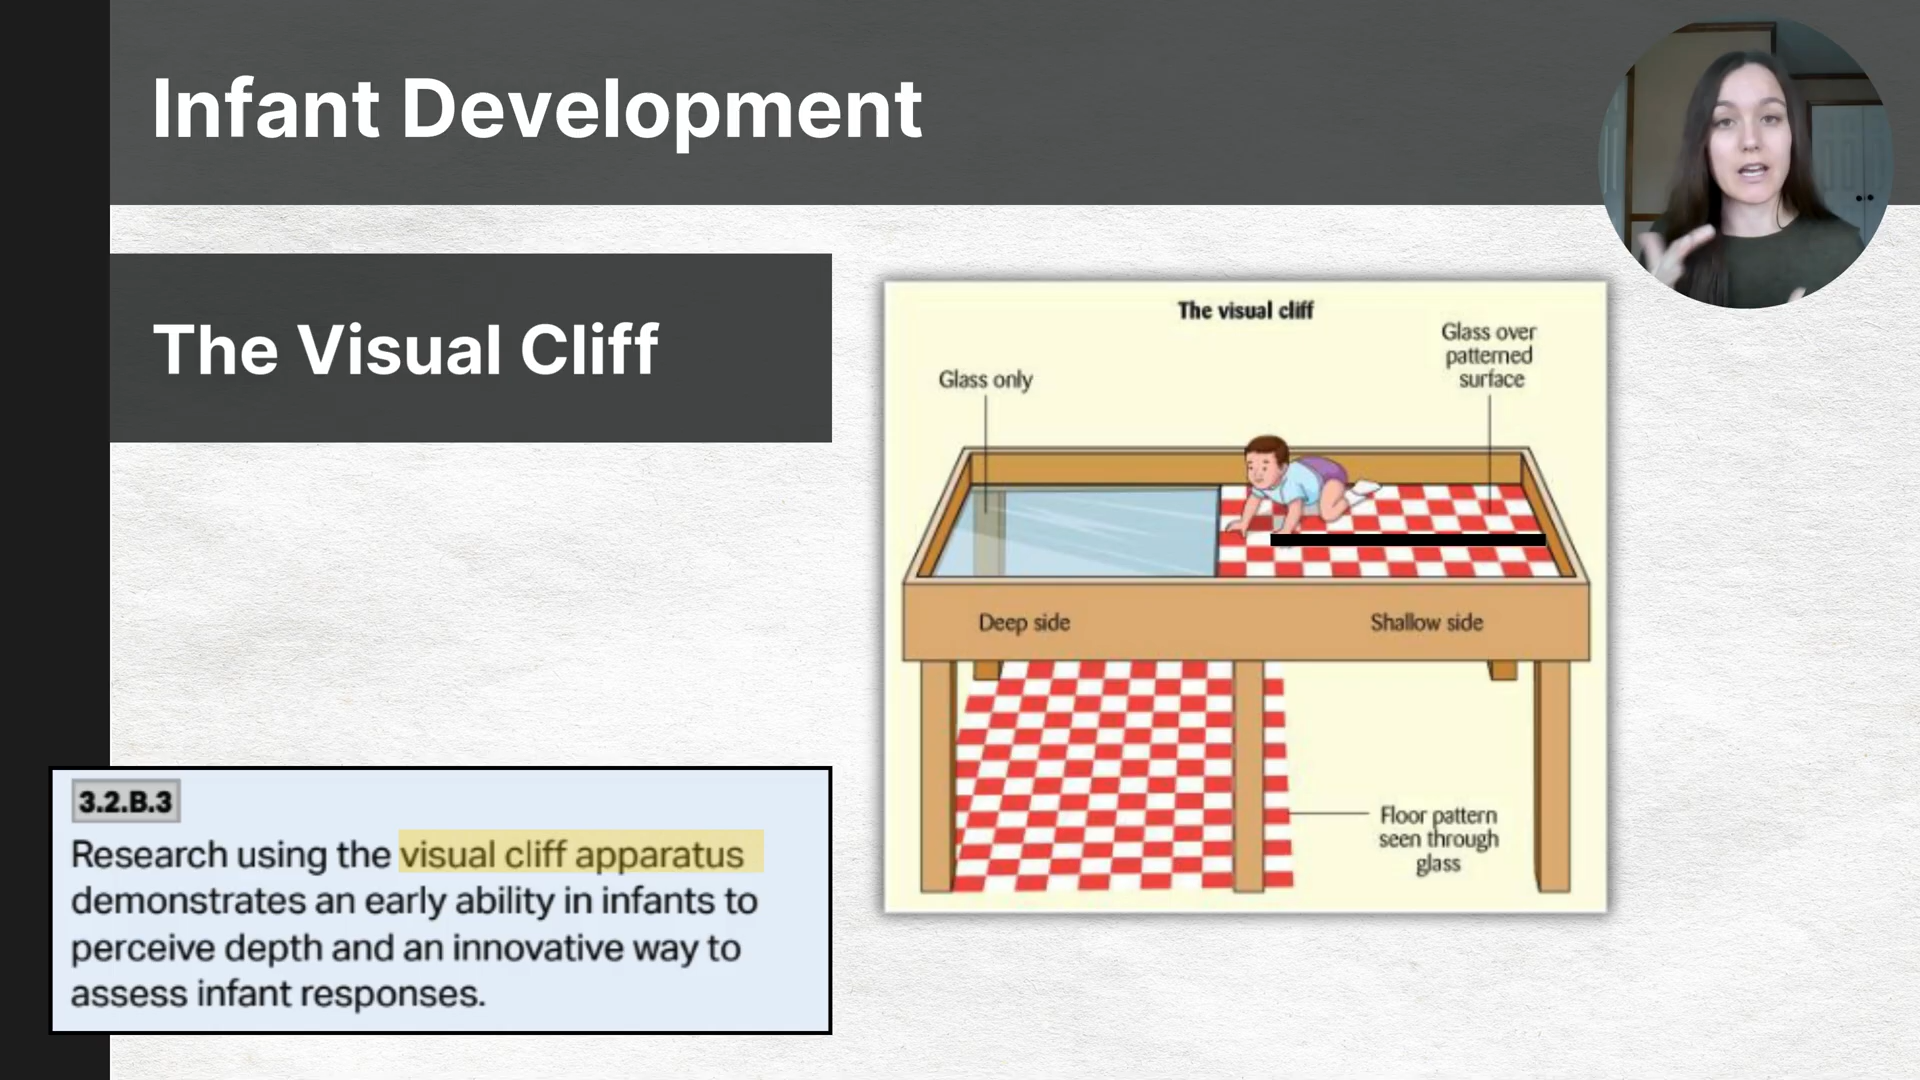 Infant Development
The Visual Cliff
The visual cliff
Glass only
Glass over
patterned
surface
Deep side
Shallow side
Floor pattern
seen through
glass
3.2.B.3
Research using the visual cliff apparatus
demonstrates an early ability in infants to
perceive depth and an innovative way to
assess infant responses.